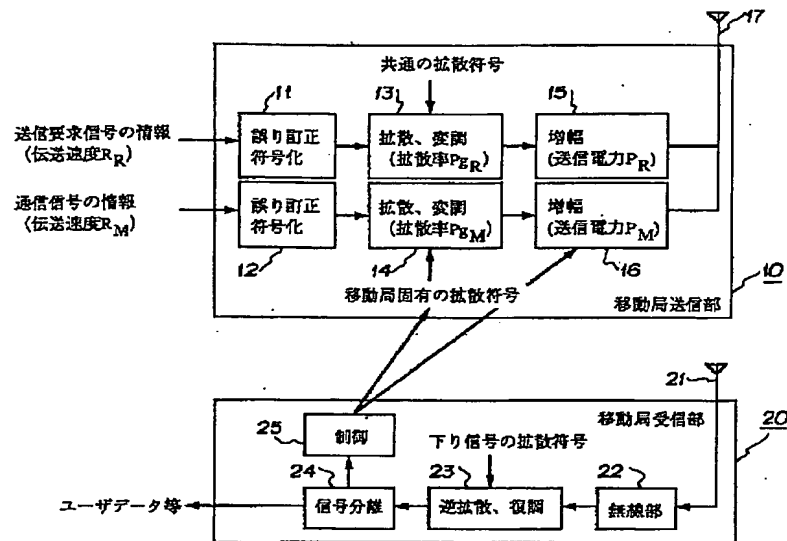 共通の拡散符号
17
11
13
15
送信要求信号の情報
(伝送速度RR)
誤り訂正
符号化
拡散、変調
(拡散率PgR)
増幅
(送信電力PR)
通信信号の情報
(伝送速度RM)
誤り訂正
符号化
拡散、変調
(拡散率PgM)
増幅
(送信電力PM)
12
14
16
移動局固有の拡散符号
移動局送信部
10
21
移動局受信部
20
25
制御
下り信号の拡散符号
24
23
22
ユーザデータ等
信号分離
逆拡散、復調
無線部